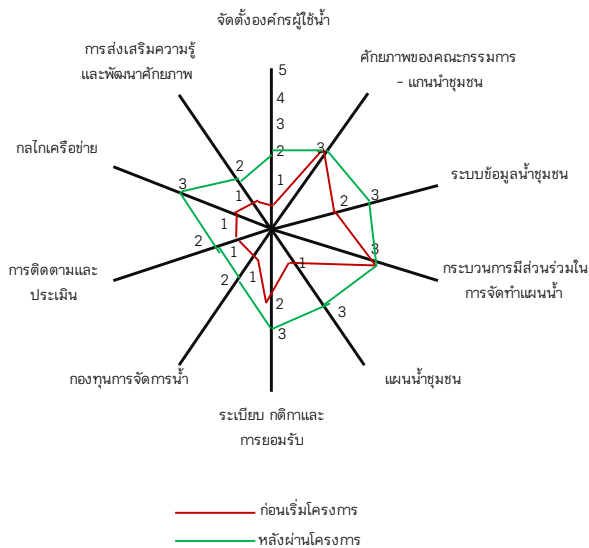 จัดตั้งองค์กรผู้ใช้น้ำ
การส่งเสริมความรู้
และพัฒนาศักยภาพ
ศักยภาพของคณะกรรมการ
- แกนนำชุมชน
5
4
3
2
1
3
กลไกเครือข่าย
3
2
1
ระบบข้อมูลน้ำชุมชน
2
3
1
2
1
3
การติดตามและ
ประเมิน
กระบวนการมีส่วนร่วมใน
การจัดทำแผนน้ำ
1
2
1
2
3
3
กองทุนการจัดการน้ำ
แผนน้ำชุมชน
ระเบียบ กติกาและ
การยอมรับ
ก่อนเริ่มโครงการ
หลังผ่านโครงการ